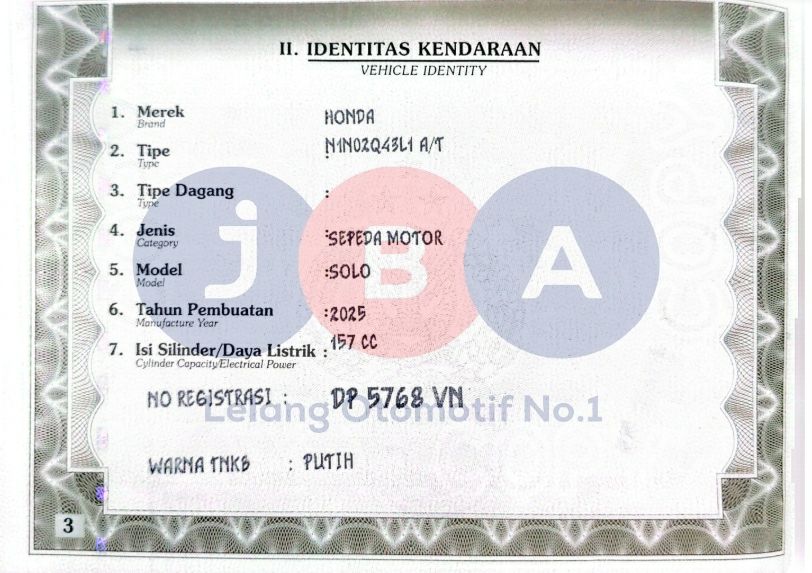 II. IDENTITAS KENDARAAN
VEHICLE IDENTITY
1. Merek HONDA
Brand
2. Tipe : N1N02Q43L1 A/T
Type
3. Tipe Dagang :
Type
4. Jenis : SEPEDA MOTOR
Category
5. Model : SOLO
Model
6. Tahun Pembuatan : 2025
Manufacture Year
7. Isi Silinder/Daya Listrik : 157 CC
Cylinder Capacity/Electrical Power
NO REGISTRASI : DP 5768 VN
WARNA TNKB : PUTIH
3
jBA
Lelang Otomotif No.1
COPY